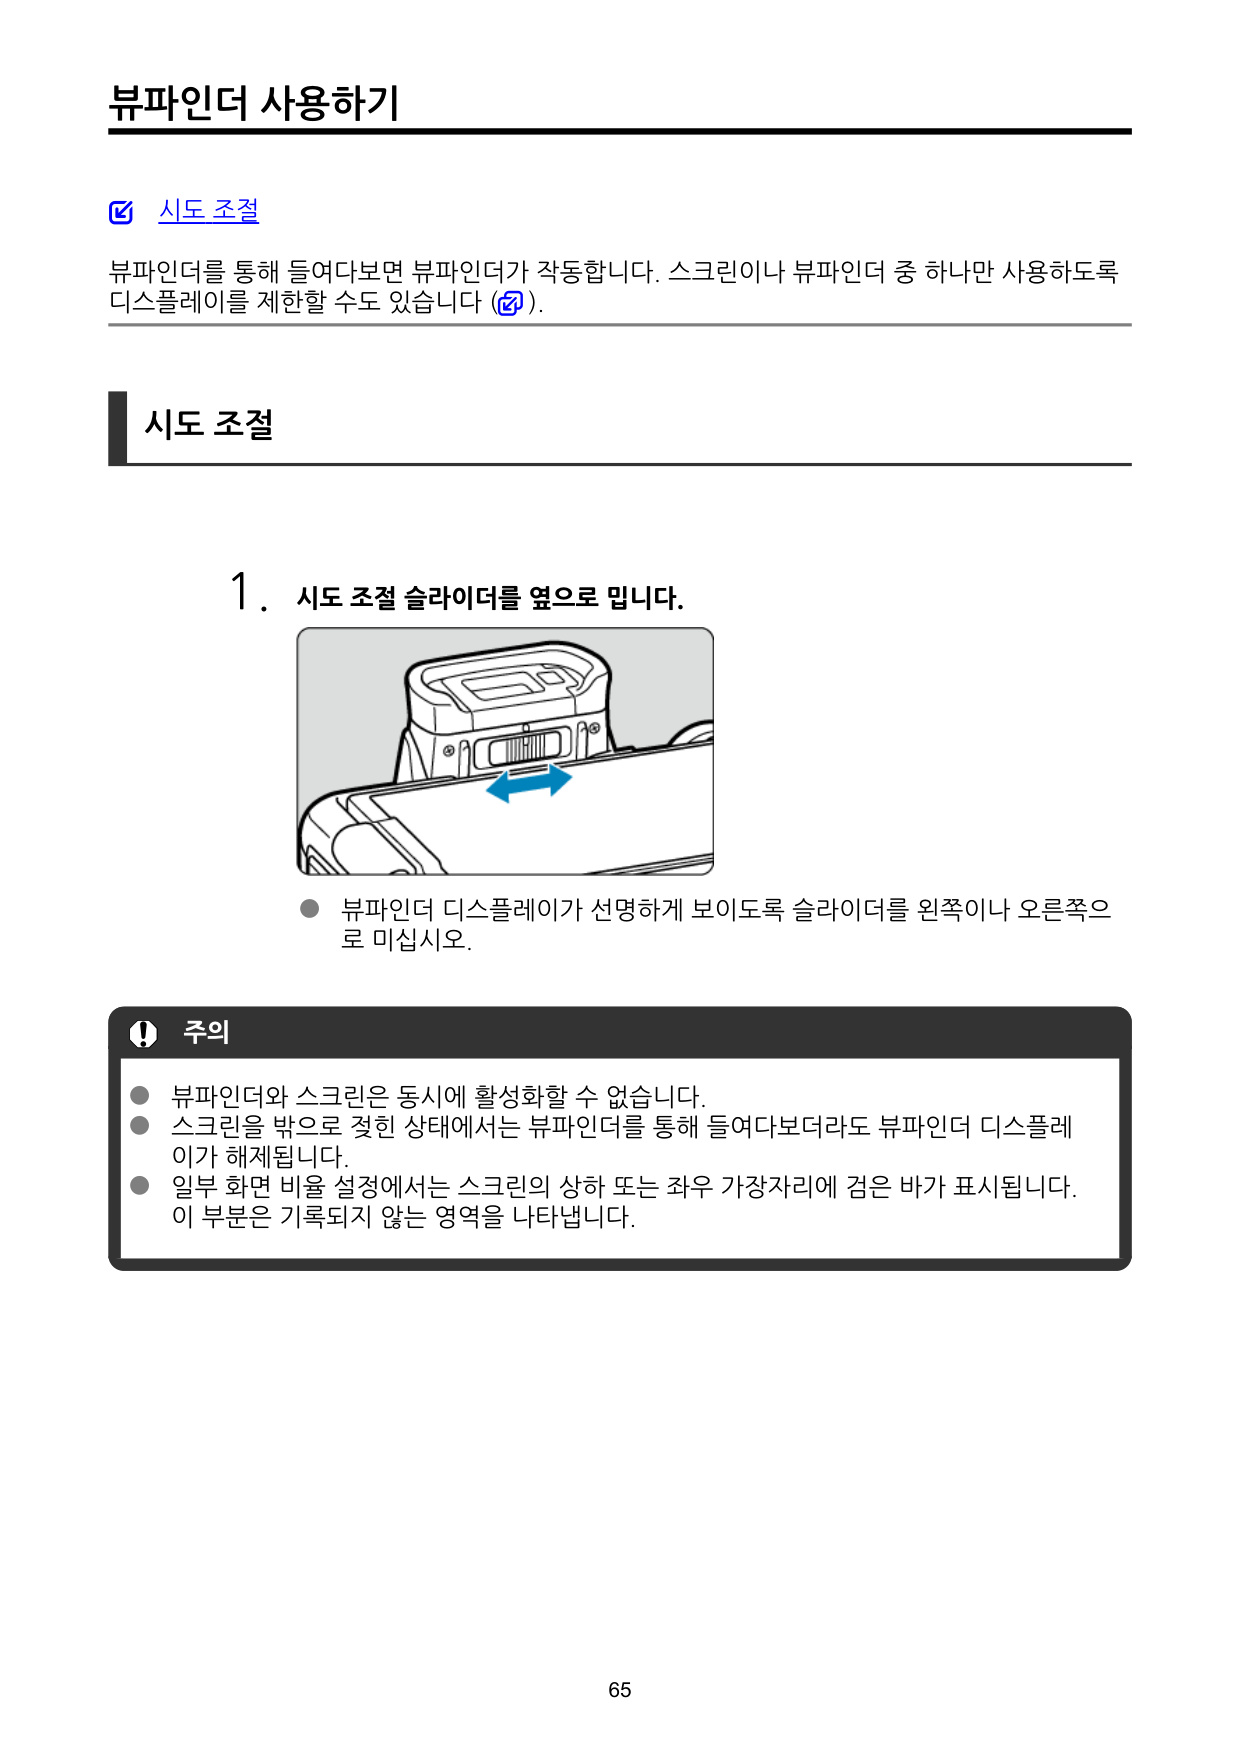 뷰파인더 사용하기
시도 조절
뷰파인더를 통해 들여다보면 뷰파인더가 작동합니다. 스크린이나 뷰파인더 중 하나만 사용하도록
디스플레이를 제한할 수도 있습니다 ( ).
시도 조절
1. 시도 조절 슬라이더를 옆으로 밉니다.
● 뷰파인더 디스플레이가 선명하게 보이도록 슬라이더를 왼쪽이나 오른쪽으
로 미십시오.
주의
● 뷰파인더와 스크린은 동시에 활성화할 수 없습니다.
● 스크린을 밖으로 젖힌 상태에서는 뷰파인더를 통해 들여다보더라도 뷰파인더 디스플레
이가 해제됩니다.
● 일부 화면 비율 설정에서는 스크린의 상하 또는 좌우 가장자리에 검은 바가 표시됩니다.
이 부분은 기록되지 않는 영역을 나타냅니다.
65